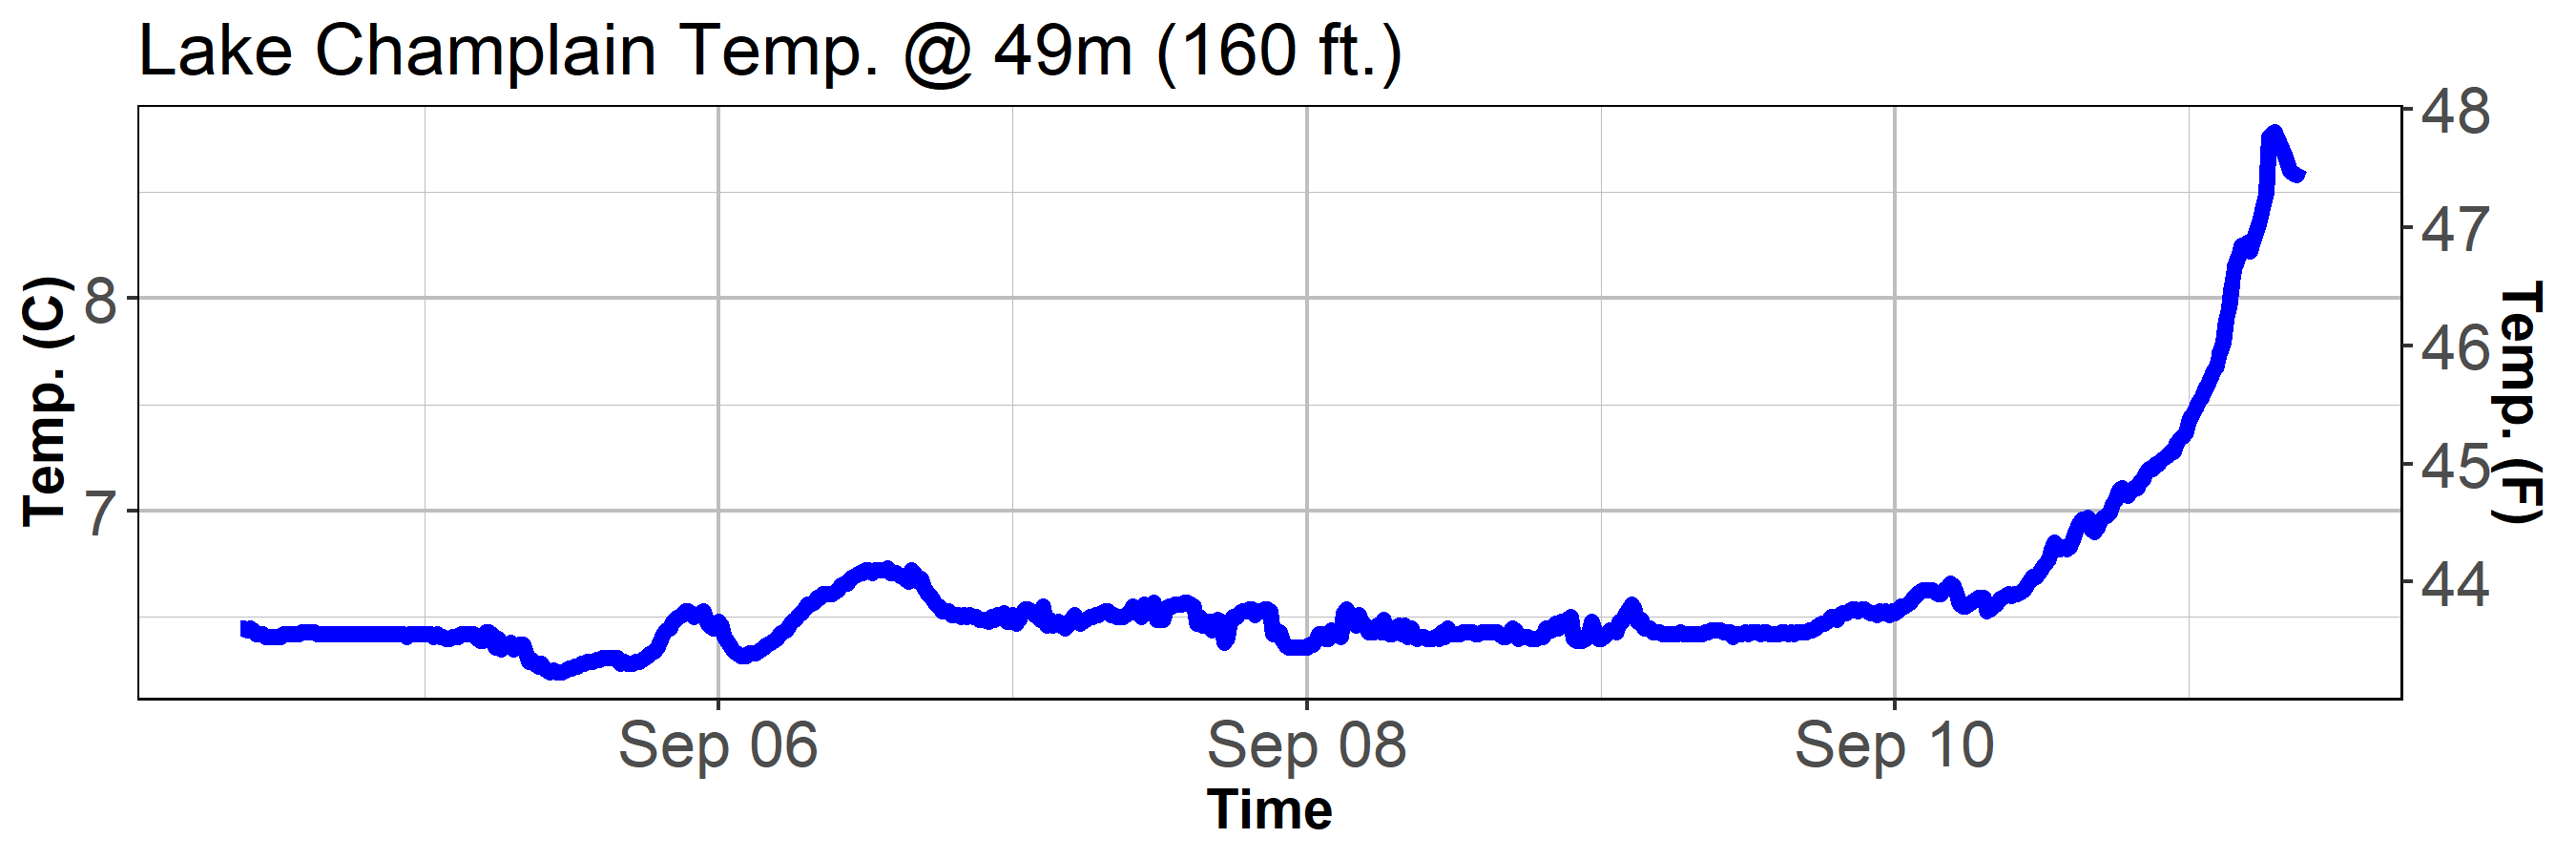 Lake Champlain Temp. @ 49m (160 ft.)
Temp. (C)
8
7
48
47
46
45
44
Temp. (F)
Sep 06
Sep 08
Sep 10
Time